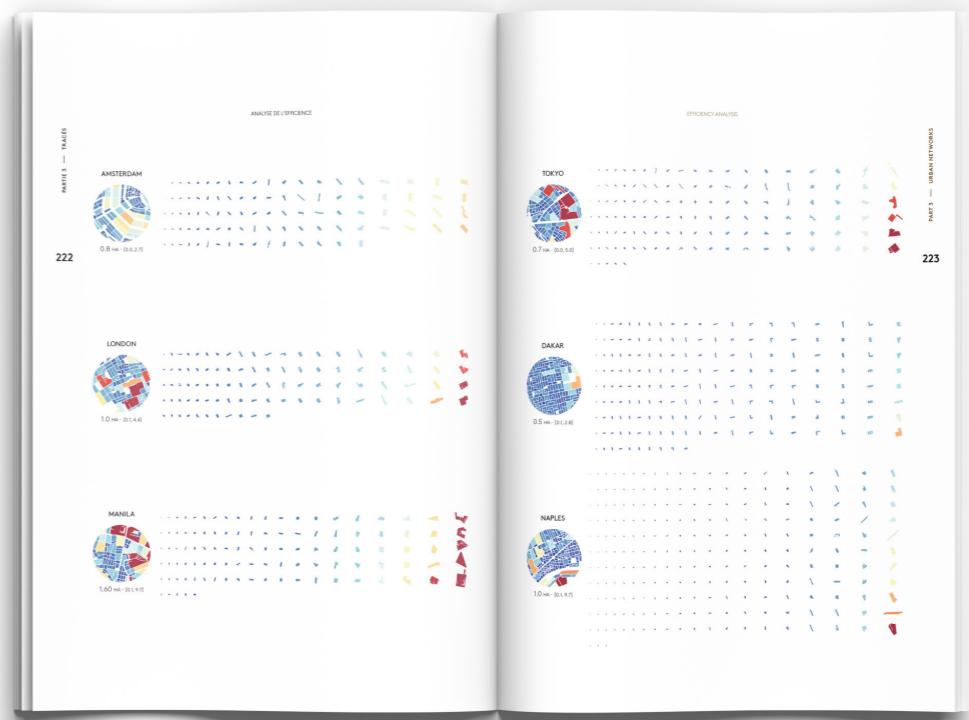 ANALYSE DE L'EFFICIENCE
PARTIE 3 — TRACÉS
222
AMSTERDAM
0.8 HA - [0.0, 2.7]
LONDON
1.0 HA - [0.1, 4.6]
MANILA
1.60 HA - [0.1, 9.7]
EFFICIENCY ANALYSIS
PART 3 — URBAN NETWORKS
223
TOKYO
0.7 HA - [0.0, 5.0]
DAKAR
0.5 HA - [0.1, 2.8]
NAPLES
1.0 HA - [0.1, 9.7]